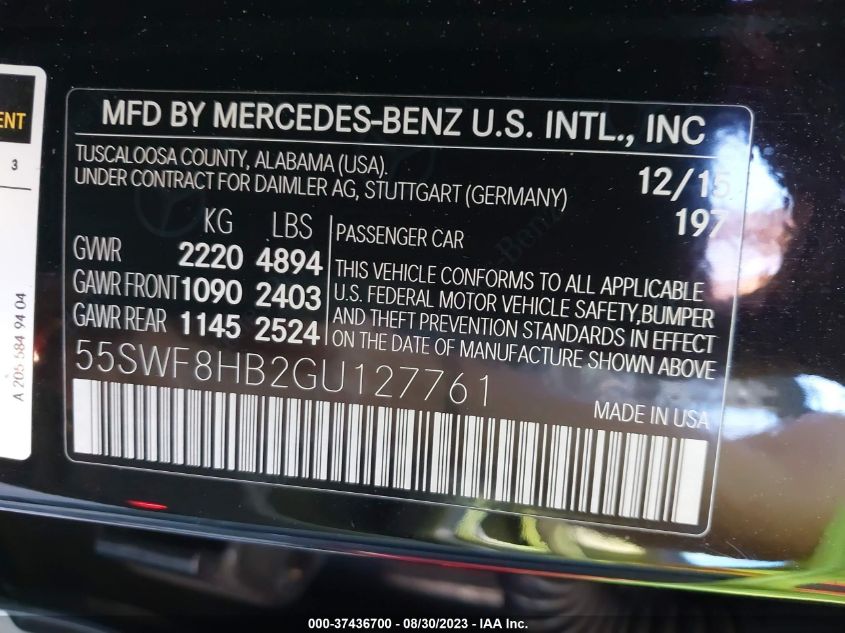 MFD BY MERCEDES-BENZ U.S. INTL., INC
TUSCALOOSA COUNTY, ALABAMA (USA).
UNDER CONTRACT FOR DAIMLER AG, STUTTGART (GERMANY)
12/15
197
KG LBS
GVWR 2220 4894
GAWR FRONT 1090 2403
GAWR REAR 1145 2524
PASSENGER CAR
THIS VEHICLE CONFORMS TO ALL APPLICABLE
U.S. FEDERAL MOTOR VEHICLE SAFETY,BUMPER
AND THEFT PREVENTION STANDARDS IN EFFECT
ON THE DATE OF MANUFACTURE SHOWN ABOVE
55SWF8HB2GU127761
MADE IN USA
ENT
3
A 205 584 94 04
000-37436700 - 08/30/2023 - IAA Inc.